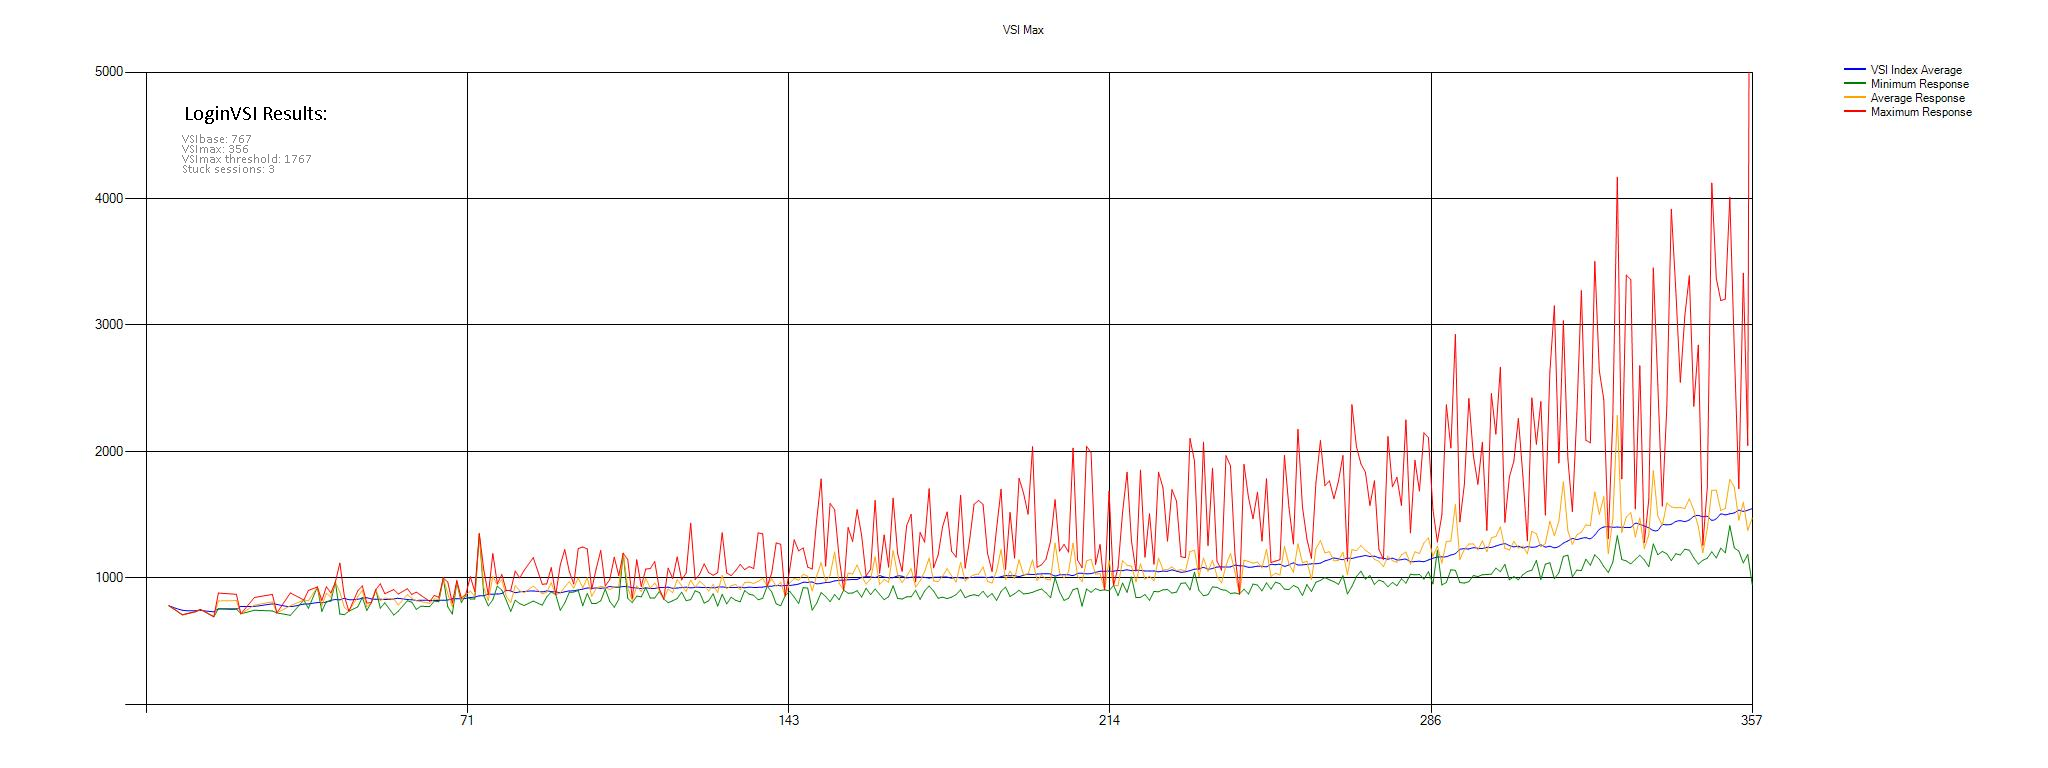 VSI Max
5000
4000
3000
2000
1000
71
143
214
286
357
LoginVSI Results:
VSIbase: 767
VSImax: 356
VSImax threshold: 1767
Stuck sessions: 3
VSI Index Average
Minimum Response
Average Response
Maximum Response